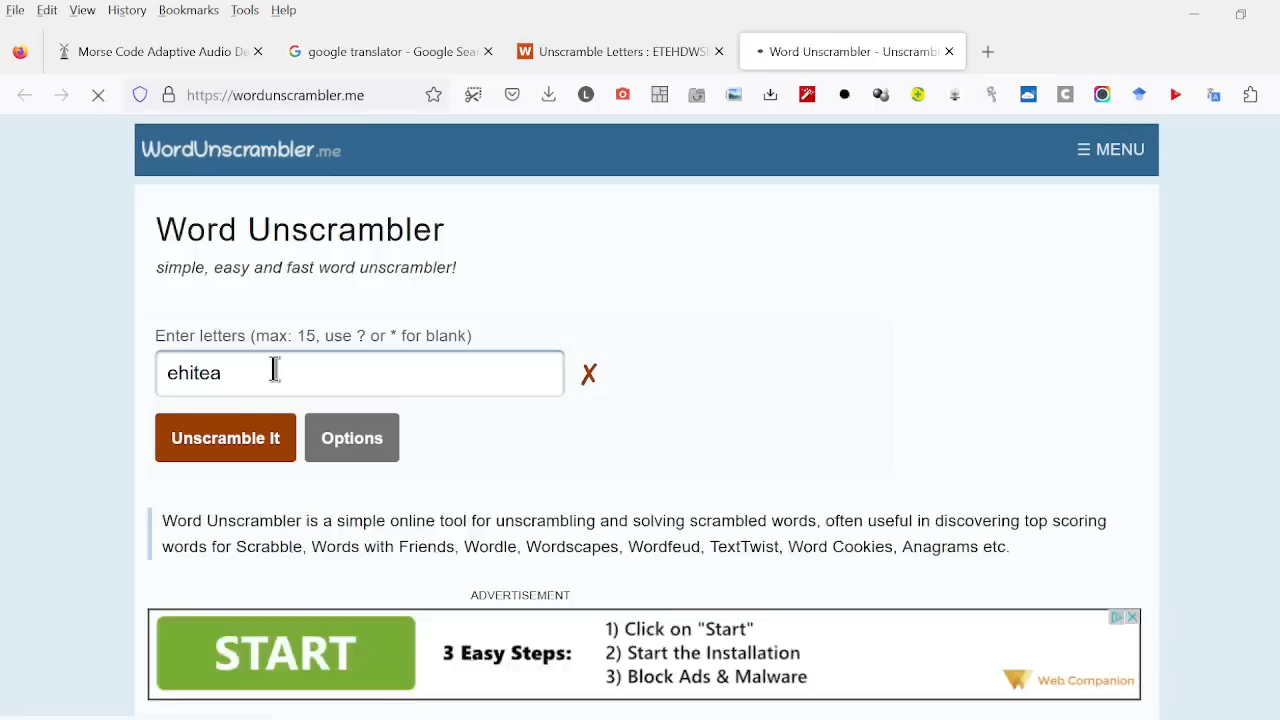 File Edit View History Bookmarks Tools Help
Morse Code Adaptive Audio De
google translator - Google Sear
Unscramble Letters : ETEHDWS
Word Unscrambler - Unscramb
https://wordunscrambler.me
WordUnscrambler.me
☰ MENU
Word Unscrambler
simple, easy and fast word unscrambler!
Enter letters (max: 15, use ? or * for blank)
ehitea
✗
Unscramble It
Options
Word Unscrambler is a simple online tool for unscrambling and solving scrambled words, often useful in discovering top scoring
words for Scrabble, Words with Friends, Wordle, Wordscapes, Wordfeud, TextTwist, Word Cookies, Anagrams etc.
ADVERTISEMENT
START
3 Easy Steps:
1) Click on "Start"
2) Start the Installation
3) Block Ads & Malware
Web Companion